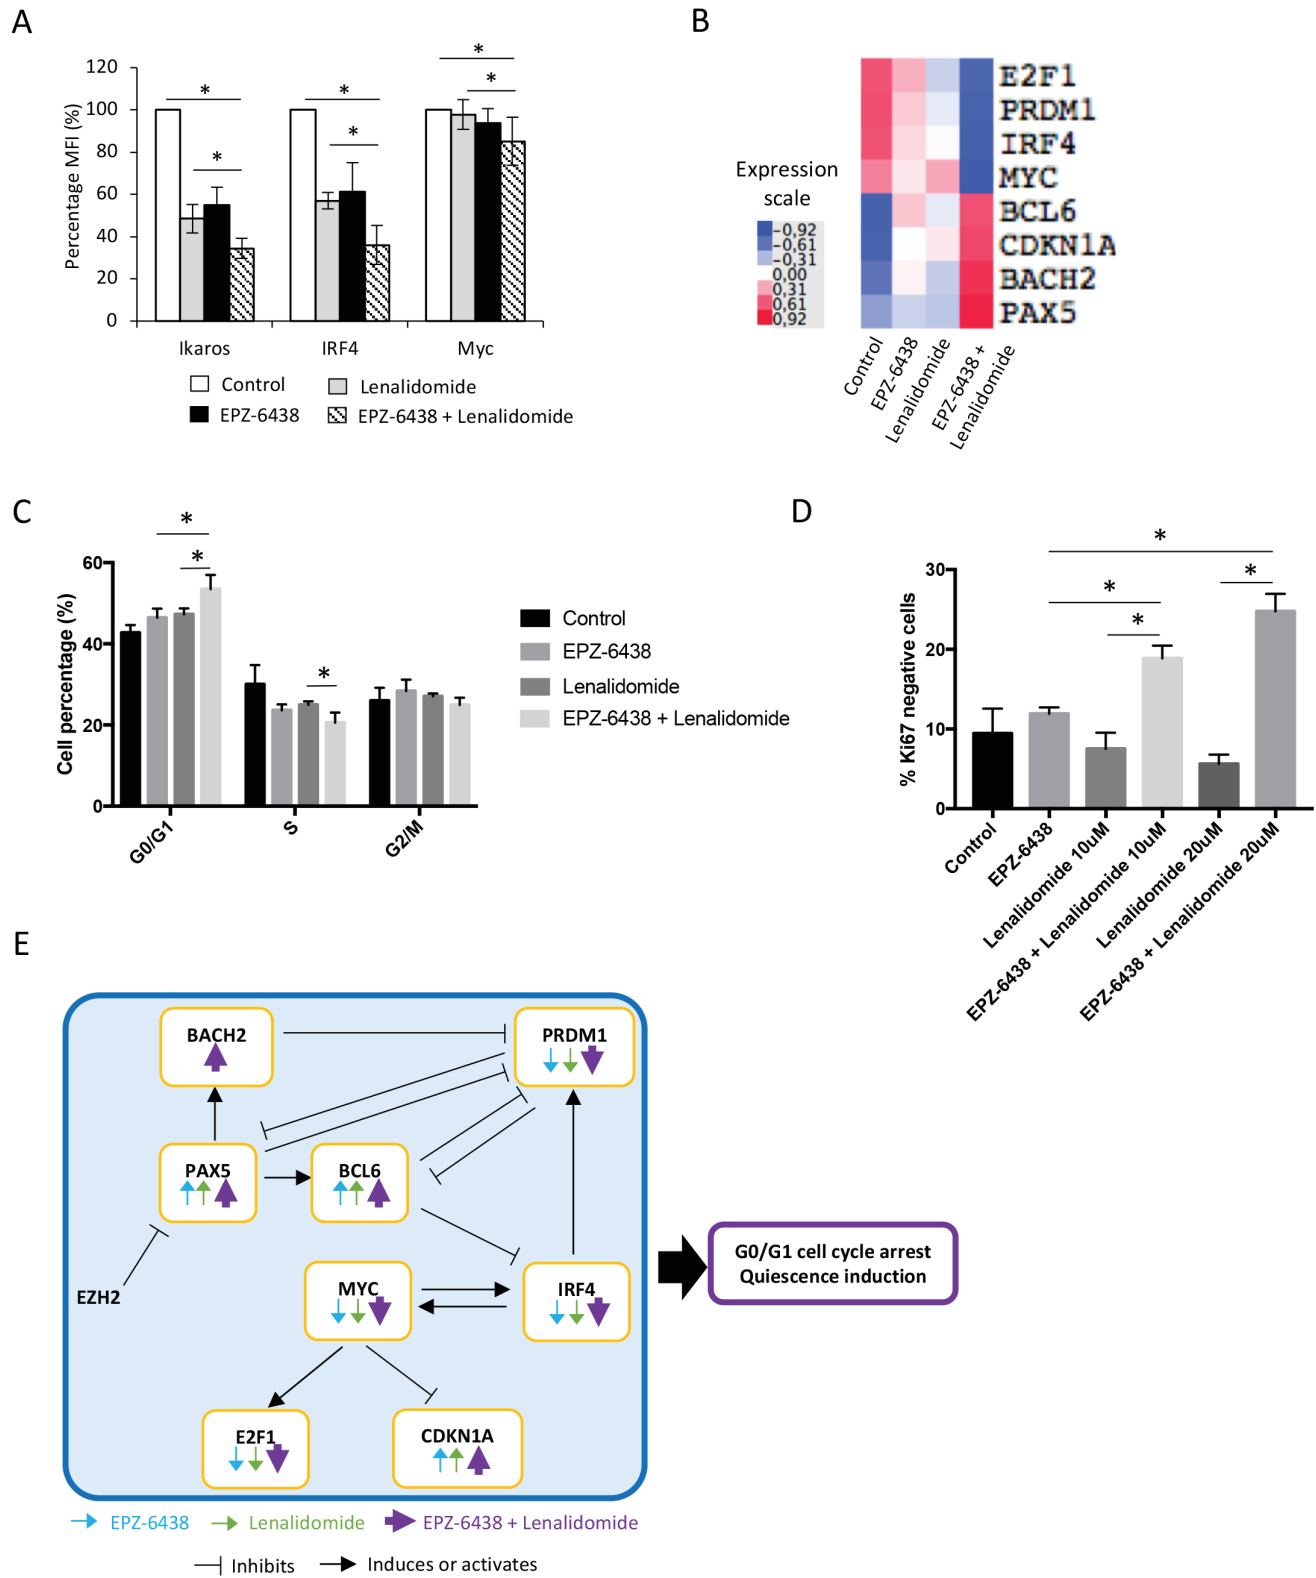 A
120
100
80
60
40
20
0
Percentage MFI (%)
*
*
*
*
*
*
Ikaros
IRF4
Myc
Control
Lenalidomide
EPZ-6438
EPZ-6438 + Lenalidomide
B
Expression
scale
-0,92
-0,61
-0,31
0,00
0,31
0,61
0,92
E2F1
PRDM1
IRF4
MYC
BCL6
CDKN1A
BACH2
PAX5
Control
EPZ-6438
Lenalidomide
EPZ-6438 +
Lenalidomide
C
60
40
20
0
Cell percentage (%)
*
*
*
G0/G1
S
G2/M
Control
EPZ-6438
Lenalidomide
EPZ-6438 + Lenalidomide
D
30
20
10
0
% Ki67 negative cells
*
*
*
*
Control
EPZ-6438
Lenalidomide 10uM
EPZ-6438 + Lenalidomide 10uM
Lenalidomide 20uM
EPZ-6438 + Lenalidomide 20uM
E
BACH2
PRDM1
PAX5
BCL6
EZH2
MYC
IRF4
E2F1
CDKN1A
G0/G1 cell cycle arrest
Quiescence induction
EPZ-6438
Lenalidomide
EPZ-6438 + Lenalidomide
Inhibits
Induces or activates